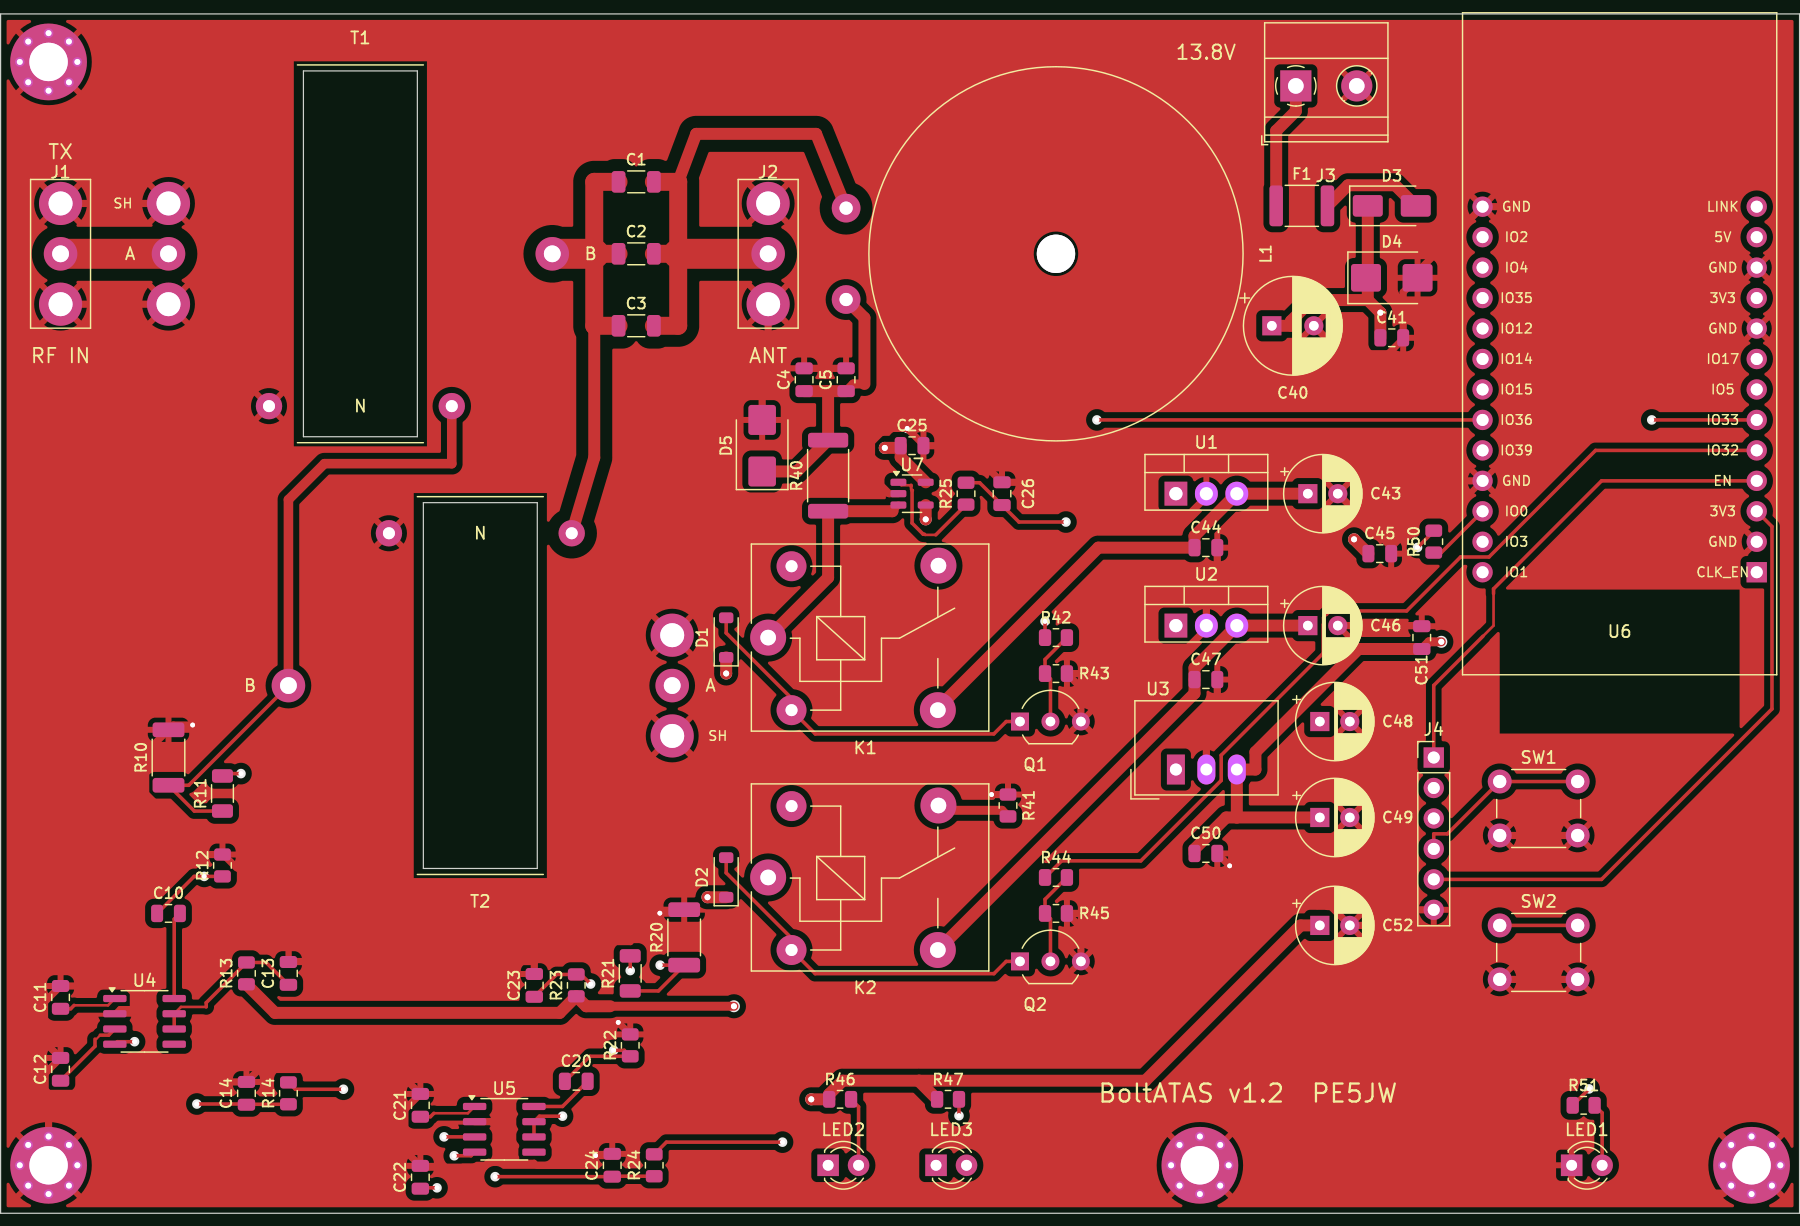 T1
13.8V
TX
J1
SH
A
RF IN
C1
C2
C3
B
J2
ANT
L1
F1
J3
D3
D4
C41
C40
GND
IO2
IO4
IO35
IO12
IO14
IO15
IO36
IO39
GND
IO0
IO3
IO1
LINK
5V
GND
3V3
GND
IO17
IO5
IO33
IO32
EN
3V3
GND
CLK_EN
U6
N
C4
C5
D5
R40
C25
U7
R25
C26
U1
C43
C44
C45
R50
U2
C46
C47
C51
N
D1
B
A
SH
K1
R42
R43
Q1
U3
C48
J4
SW1
R10
R11
R12
C10
T2
D2
R20
K2
R41
R44
R45
Q2
C50
C49
C52
SW2
C11
U4
R13
C13
C12
C14
R14
C23
R23
R21
R22
C20
C21
U5
C22
C24
R24
R46
R47
LED2
LED3
BoltATAS v1.2  PE5JW
R51
LED1